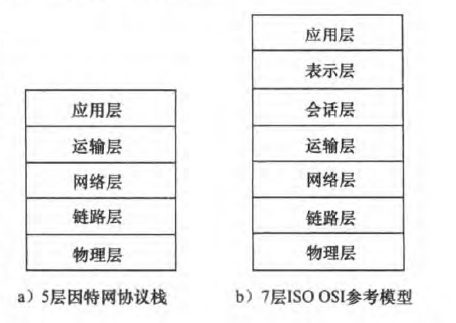 应用层
运输层
网络层
链路层
物理层
a）5层因特网协议栈
应用层
表示层
会话层
运输层
网络层
链路层
物理层
b）7层ISO OSI参考模型